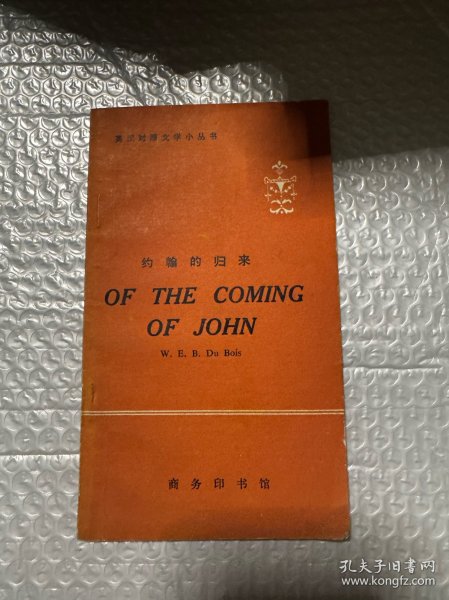 英汉对照文学小丛书
约翰的归来
OF THE COMING
OF JOHN
W. E. B. Du Bois
商务印书馆
孔夫子旧书网
www.kongfz.com